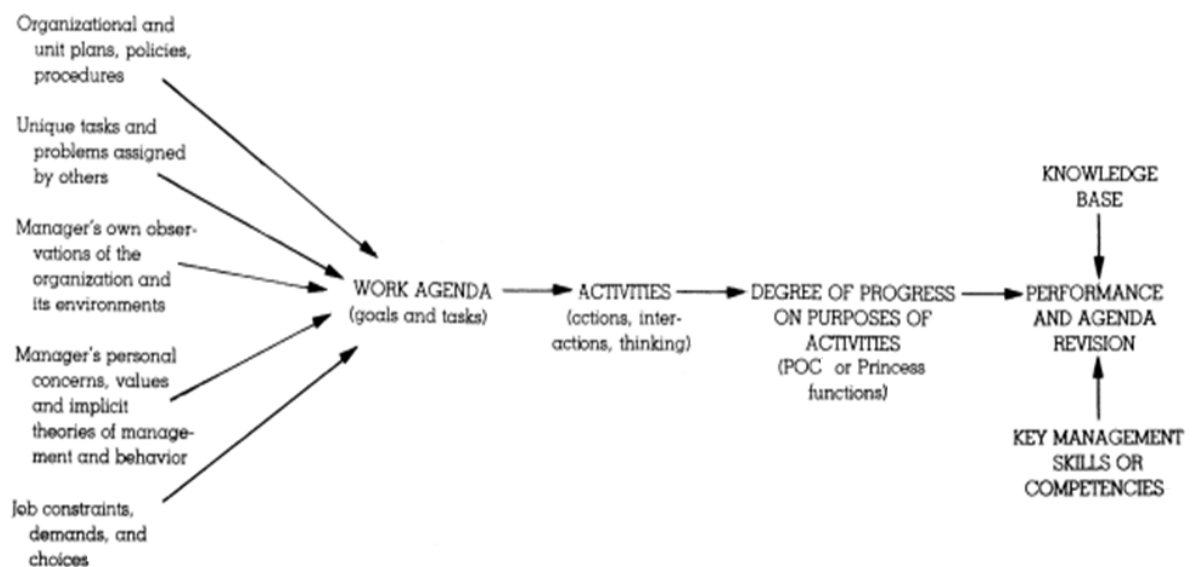 Organizational and
unit plans, policies,
procedures
Unique tasks and
problems assigned
by others
Manager's own obser-
vations of the
organization and
its environments
Manager's personal
concerns, values
and implicit
theories of manage-
ment and behavior
Job constraints,
demands, and
choices
WORK AGENDA
(goals and tasks)
ACTIVITIES
(actions, inter-
actions, thinking)
DEGREE OF PROGRESS
ON PURPOSES OF
ACTIVITIES
(POC or Princess
functions)
KNOWLEDGE
BASE
PERFORMANCE
AND AGENDA
REVISION
KEY MANAGEMENT
SKILLS OR
COMPETENCIES